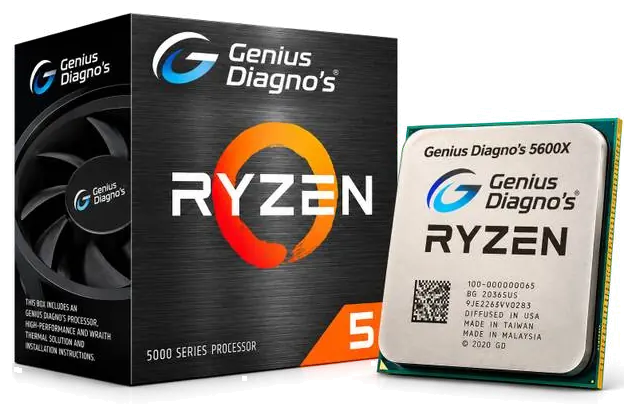 Genius
Diagno's
Genius
Diagno's
THIS BOX INCLUDES AN
GENIUS DIAGNO'S PROCESSOR,
HIGH-PERFORMANCE AND WRAITH
THERMAL SOLUTION AND
INSTALLATION INSTRUCTIONS.
Genius
Diagno's®
RYZEN
5000 SERIES PROCESSOR
5
Genius Diagno's 5600X
Genius
Diagno's®
RYZEN
100-000000065
BG 2036SUS
9JE2263VV0283
DIFFUSED IN USA
MADE IN TAIWAN
MADE IN MALAYSIA
© 2020 GD